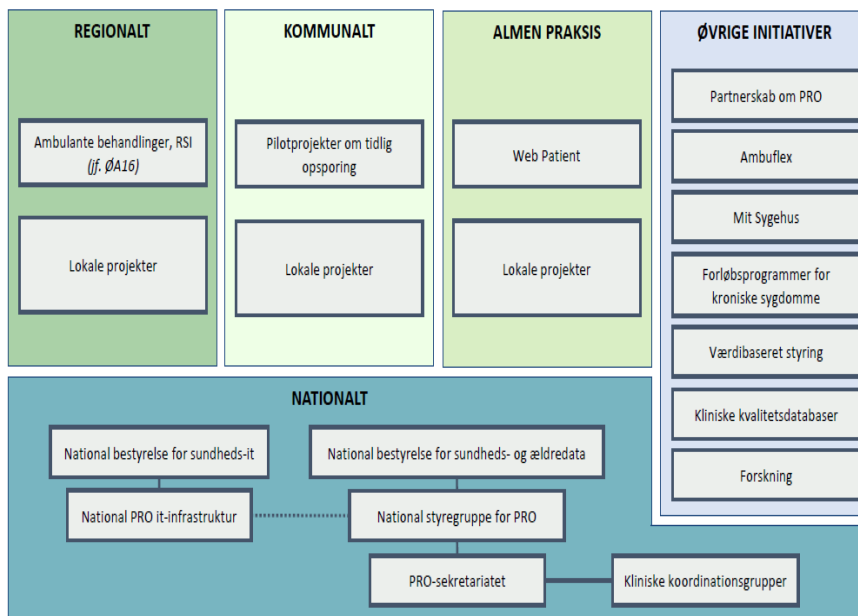 REGIONALT
Ambulante behandlinger, RSI
(jf. ØA16)
Lokale projekter
KOMMUNALT
Pilotprojekter om tidlig
opsporing
Lokale projekter
ALMEN PRAKSIS
Web Patient
Lokale projekter
ØVRIGE INITIATIVER
Partnerskab om PRO
Ambuflex
Mit Sygehus
Forløbsprogrammer for
kroniske sygdomme
Værdibaseret styring
Kliniske kvalitetsdatabaser
Forskning
NATIONALT
National bestyrelse for sundheds-it
National bestyrelse for sundheds- og ældredata
National PRO it-infrastruktur
National styregruppe for PRO
PRO-sekretariatet
Kliniske koordinationsgrupper